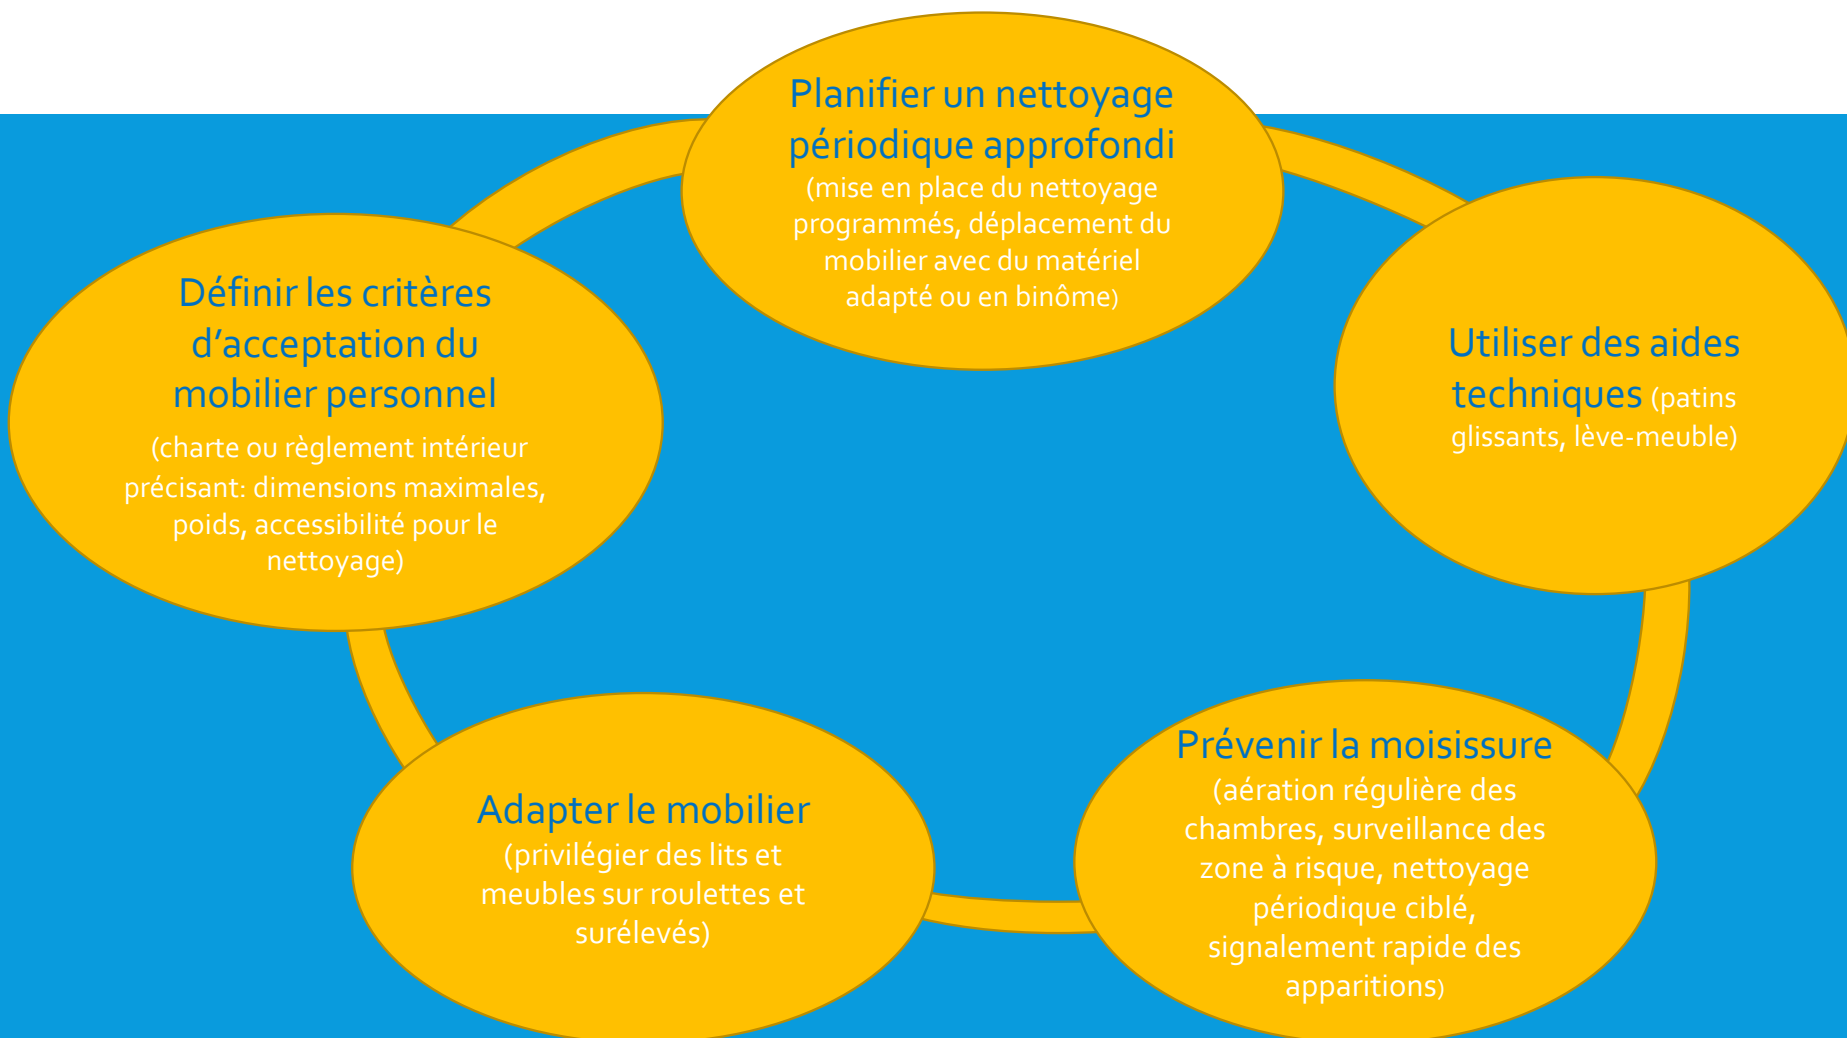 Planifier un nettoyage
périodique approfondi
(mise en place du nettoyage
programmés, déplacement du
mobilier avec du matériel
adapté ou en binôme)
Utiliser des aides
techniques (patins
glissants, lève-meuble)
Prévenir la moisissure
(aération régulière des
chambres, surveillance des
zone à risque, nettoyage
périodique ciblé,
signalement rapide des
apparitions)
Adapter le mobilier
(privilégier des lits et
meubles sur roulettes et
surélevés)
Définir les critères
d’acceptation du
mobilier personnel
(charte ou règlement intérieur
précisant: dimensions maximales,
poids, accessibilité pour le
nettoyage)